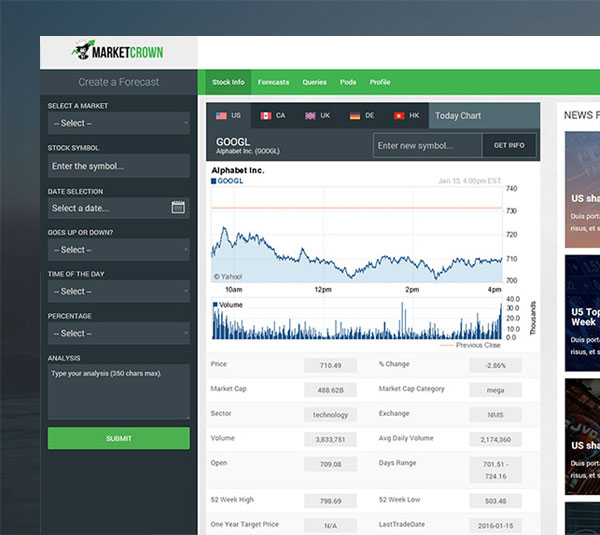 MARKETCROWN
Create a Forecast
SELECT A MARKET
-- Select --
STOCK SYMBOL
Enter the symbol...
DATE SELECTION
Select a date...
GOES UP OR DOWN?
-- Select --
TIME OF THE DAY
-- Select --
PERCENTAGE
-- Select --
ANALYSIS
Type your analysis (350 chars max).
SUBMIT
Stock Info Forecasts Queries Pods Profile
US CA UK DE HK Today Chart
GOOGL
Alphabet Inc. (GOOGL)
Enter new symbol... GET INFO
Alphabet Inc.
GOOGL Jan 15, 4:00pm EST
740
730
720
710
700
© Yahoo!
10am 12pm 2pm 4pm
Volume
40.0
30.0
20.0
10.0
0.0
Thousands
Previous Close
Price 710.49 % Change -2.86%
Market Cap 488.62B Market Cap Category mega
Sector technology Exchange NMS
Volume 3,833,751 Avg Daily Volume 2,174,360
Open 709.08 Days Range 701.51 -
724.16
52 Week High 798.69 52 Week Low 503.48
One Year Target Price N/A LastTradeDate 2016-01-15
NEWS F
US sha
Duis porta
risus, et s
U5 Top
Week
Duis porta
risus, et s
US sha
Duis porta
risus, et s